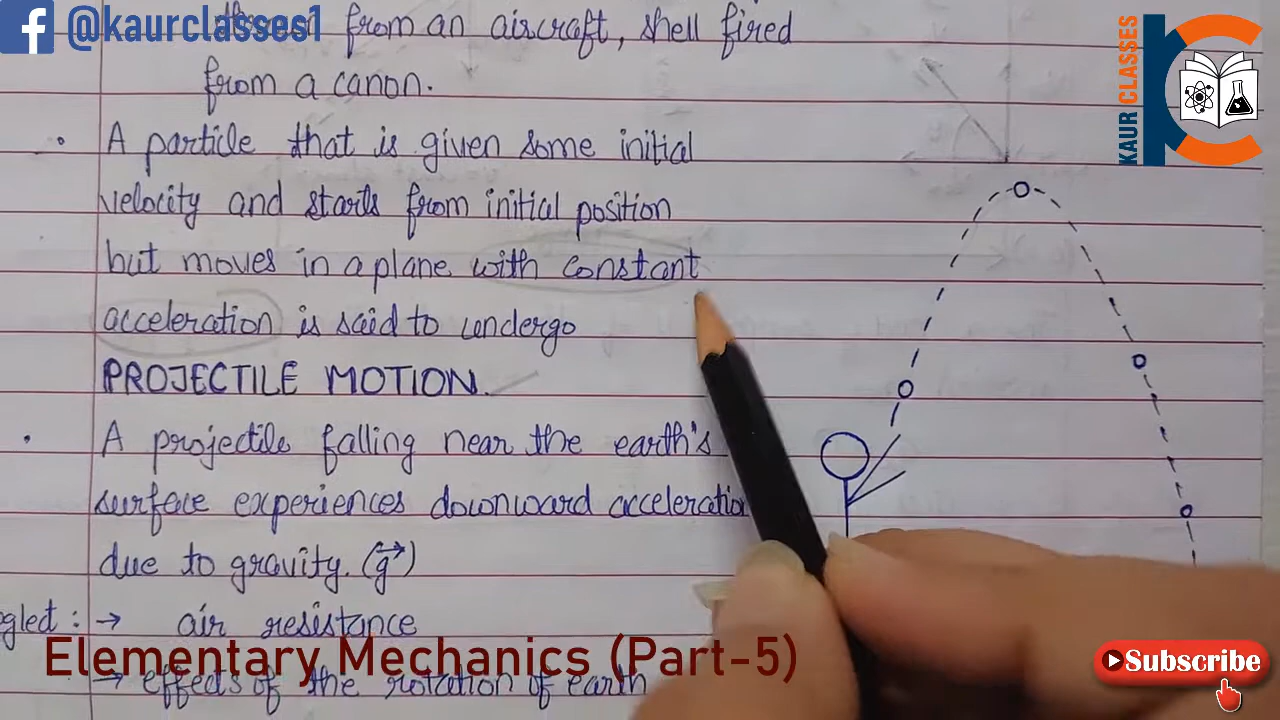 @kaurclasses1
from an aircraft, shell fired
from a canon.
KAUR CLASSES
• A particle that is given some initial
velocity and starts from initial position
but moves in a plane with constant
acceleration is said to undergo
PROJECTILE MOTION.
• A projectile falling near the earth's
surface experiences downward acceleration
due to gravity. (g→)
→ air resistance
Elementary Mechanics (Part-5)
Subscribe
→ effects of the rotation of earth